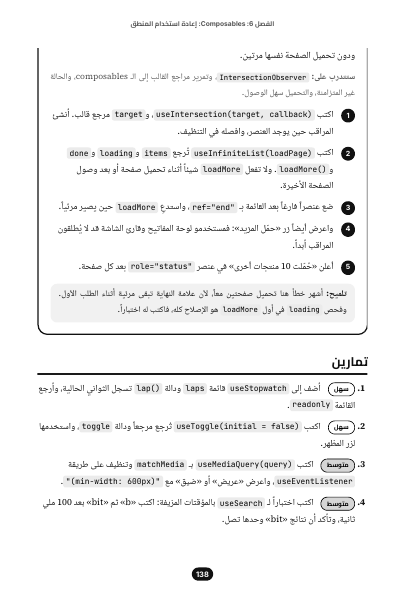 الفصل 6: Composables: إعادة استخدام المنطق
ودون تحميل الصفحة نفسها مرتين.
ستتدرب على: IntersectionObserver، وتمرير مراجع القالب إلى الـ composables، والحالة
غير المتزامنة، والتحميل سهل الوصول.
1 اكتب useIntersection(target, callback)، و target مرجع قالب. أنشئ
المراقب حين يوجد العنصر، وافصله في التنظيف.
2 اكتب useInfiniteList(loadPage) تُرجع items و loading و done
و loadMore(). ولا تفعل loadMore شيئاً أثناء تحميل صفحة أو بعد وصول
الصفحة الأخيرة.
3 ضع عنصراً فارغاً بعد القائمة بـ ref="end"، واستدعِ loadMore حين يصير مرئياً.
4 واعرض أيضاً زر «حمّل المزيد»: فمستخدمو لوحة المفاتيح وقارئ الشاشة قد لا يُطلقون
المراقب أبداً.
5 أعلن «حُمّلت 10 منتجات أخرى» في عنصر role="status" بعد كل صفحة.
تلميح: أشهر خطأ هنا تحميل صفحتين معاً، لأن علامة النهاية تبقى مرئية أثناء الطلب الأول.
وفحص loading في أول loadMore هو الإصلاح كله، فاكتب له اختباراً.
تمارين
1. سهل أضف إلى useStopwatch قائمة laps ودالة lap() تسجل الثواني الحالية، وأرجع
القائمة readonly.
2. سهل اكتب useToggle(initial = false) تُرجع مرجعاً ودالة toggle، واستخدمها
لزر المظهر.
3. متوسط اكتب useMediaQuery(query) بـ matchMedia وتنظيف على طريقة
useEventListener، واعرض «عريض» أو «ضيق» مع "(min-width: 600px)".
4. متوسط اكتب اختباراً لـ useSearch بالمؤقتات المزيفة: اكتب «b» ثم «bit» بعد 100 ملي
ثانية، وتأكد أن نتائج «bit» وحدها تصل.
138